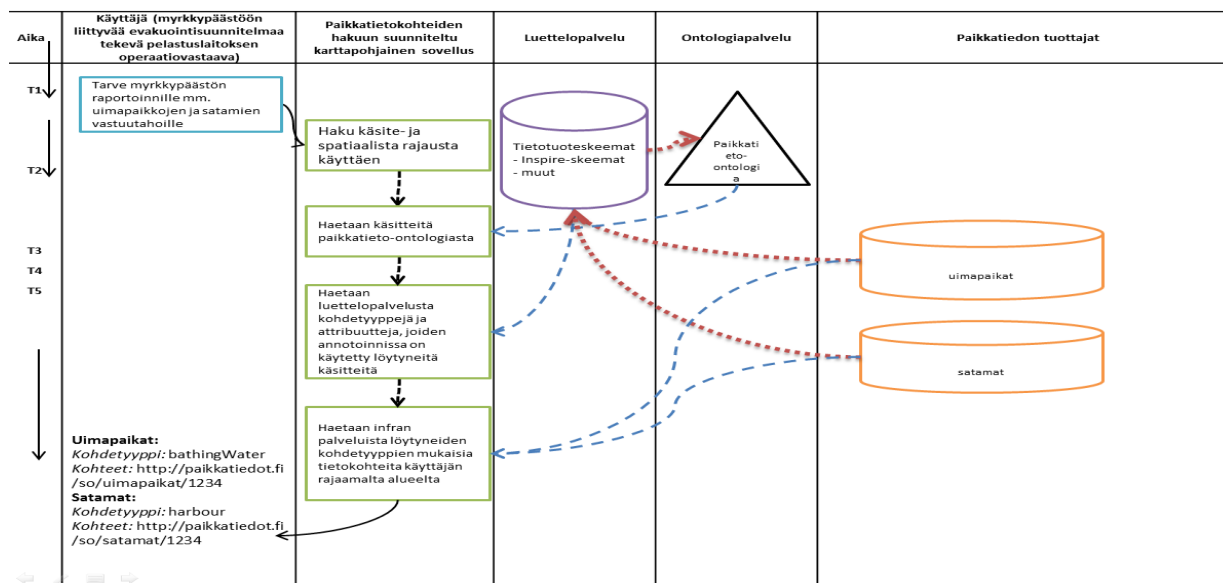 Aika
Käyttäjä (myrkkypäästöön
liittyvää evakuointisuunnitelmaa
tekevä pelastuslaitoksen
operaatiovastaava)
Paikkatietokohteiden
hakuun suunniteltu
karttapohjainen sovellus
Luettelopalvelu
Ontologiapalvelu
Paikkatiedon tuottajat
T1
T2
T3
T4
T5
Tarve myrkkypäästön
raportoinnille mm.
uimapaikkojen ja satamien
vastuutahoille
Haku käsite- ja
spatiaalista rajausta
käyttäen
Tietotuoteskeemat
- Inspire-skeemat
- muut
Paikkati
eto-
ontologi
a
Haetaan käsitteitä
paikkatieto-ontologiasta
uimapaikat
Haetaan
luettelopalvelusta
kohdetyyppejä ja
attribuutteja, joiden
annotoinnissa on
käytetty löytyneitä
käsitteitä
satamat
Haetaan infran
palveluista löytyneiden
kohdetyyppien mukaisia
tietokohteita käyttäjän
rajaamalta alueelta
Uimapaikat:
Kohdetyyppi: bathingWater
Kohteet: http://paikkatiedot.fi
/so/uimapaikat/1234
Satamat:
Kohdetyyppi: harbour
Kohteet: http://paikkatiedot.fi
/so/satamat/1234